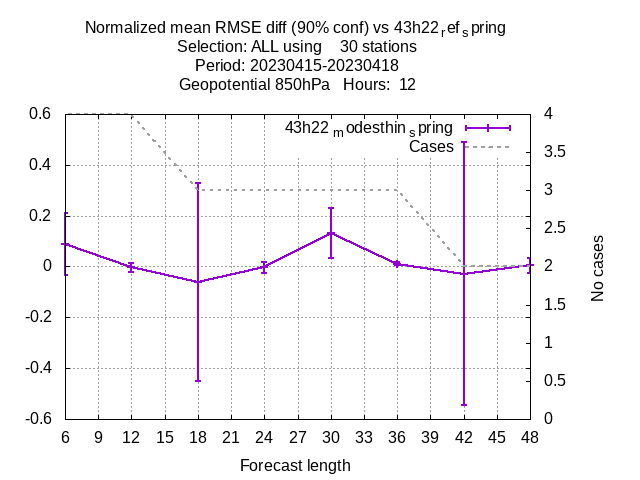 Normalized mean RMSE diff (90% conf) vs 43h22refspring
Selection: ALL using 30 stations
Period: 20230415-20230418
Geopotential 850hPa Hours: 12
43h22modesthinspring
Cases
0.6
0.4
0.2
0
-0.2
-0.4
-0.6
4
3.5
3
2.5
2
1.5
1
0.5
0
No cases
6 9 12 15 18 21 24 27 30 33 36 39 42 45 48
Forecast length